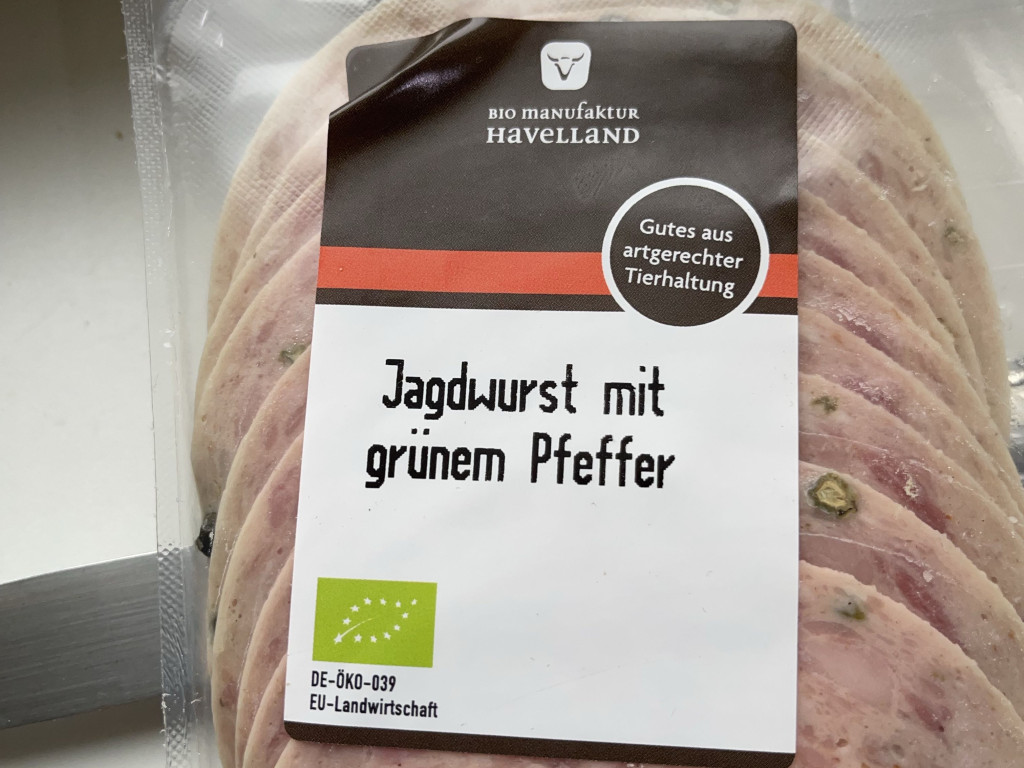 BIO manufaktur
HaveLLanD
Gutes aus
artgerechter
Tierhaltung
Jagdwurst mit
grünem Pfeffer
DE-ÖKO-039
EU-Landwirtschaft